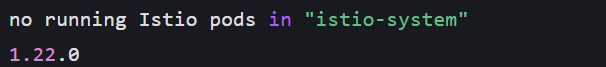 no running Istio pods in "istio-system"
1.22.0